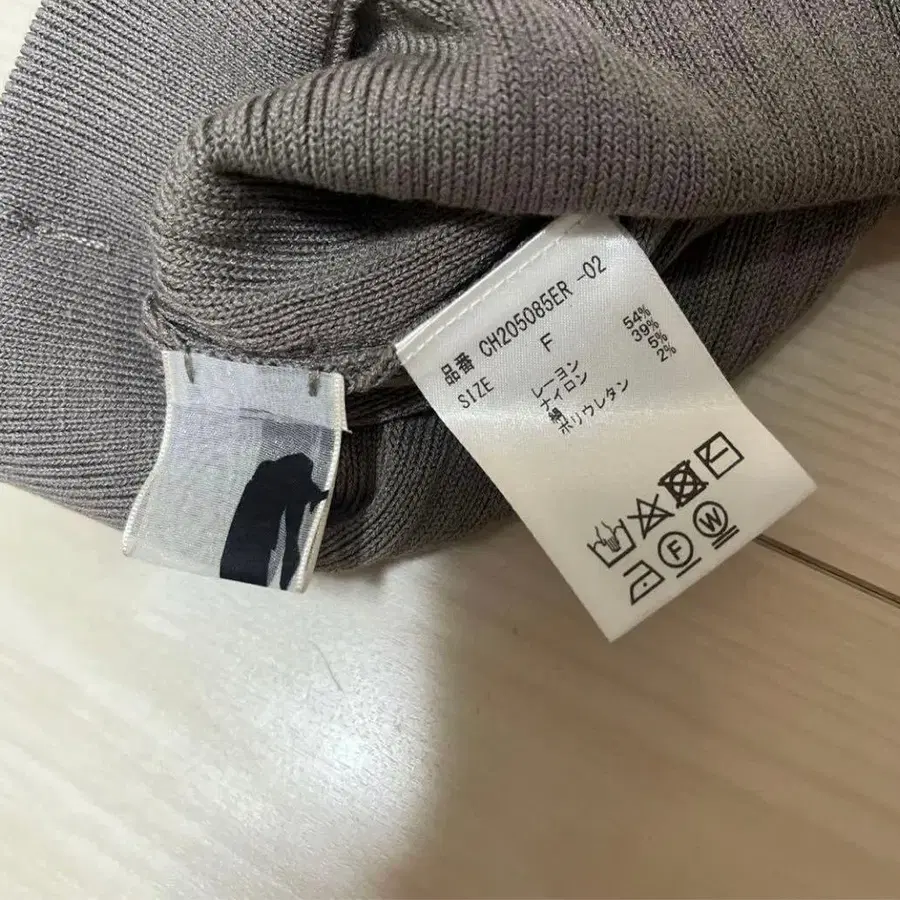 品番 CH205085ER -02
SIZE F
レーヨン 54%
ナイロン 39%
絹 5%
ポリウレタン 2%
F W